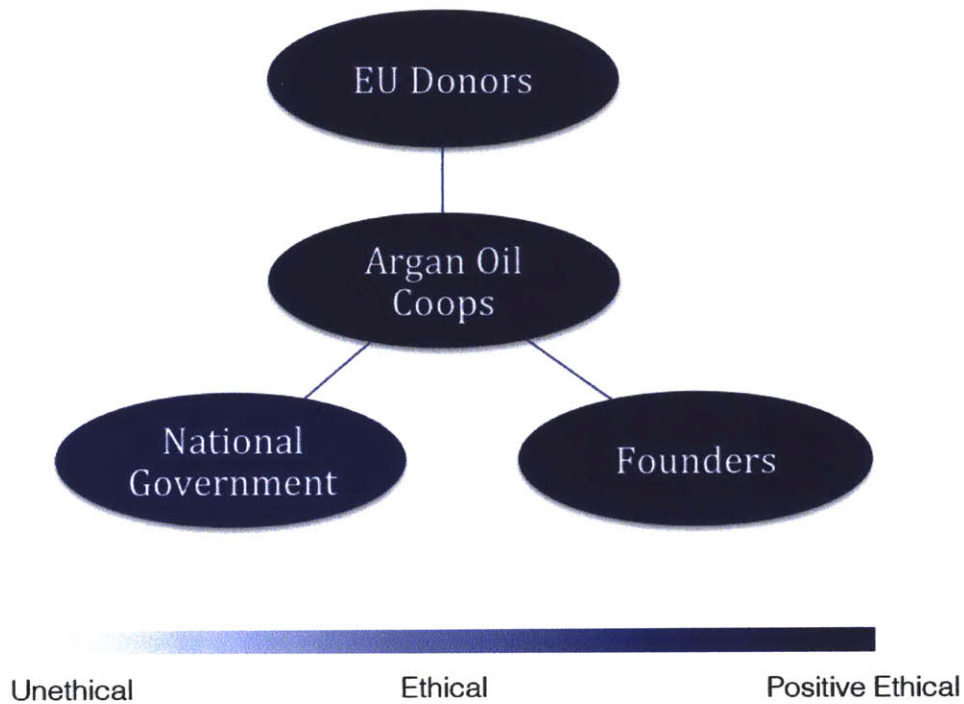 EU Donors
Argan Oil
Coops
National
Government
Founders
Unethical
Ethical
Positive Ethical